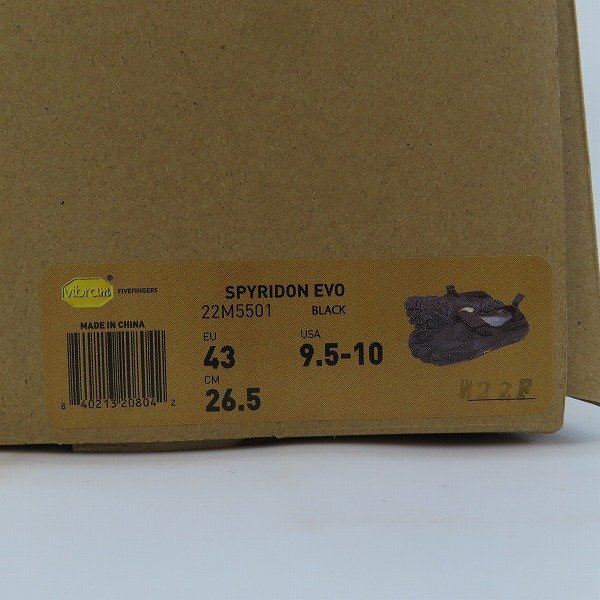 vibram® FIVEFINGERS
SPYRIDON EVO
22M5501 BLACK
MADE IN CHINA
EU USA
43 9.5-10
CM
26.5
8 40213 20804 2